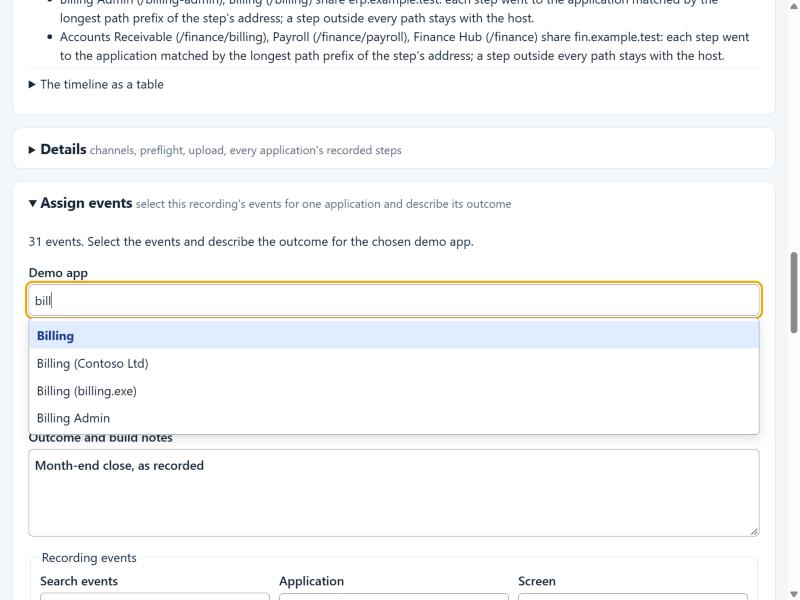 Billing Admin (/billing-admin), Billing (/billing) share erp.example.test: each step went to the application matched by the
longest path prefix of the step's address; a step outside every path stays with the host.
Accounts Receivable (/finance/billing), Payroll (/finance/payroll), Finance Hub (/finance) share fin.example.test: each step went
to the application matched by the longest path prefix of the step's address; a step outside every path stays with the host.
The timeline as a table
Details channels, preflight, upload, every application's recorded steps
Assign events select this recording's events for one application and describe its outcome
31 events. Select the events and describe the outcome for the chosen demo app.
Demo app
bill
Billing
Billing (Contoso Ltd)
Billing (billing.exe)
Billing Admin
Outcome and build notes
Month-end close, as recorded
Recording events
Search events Application Screen